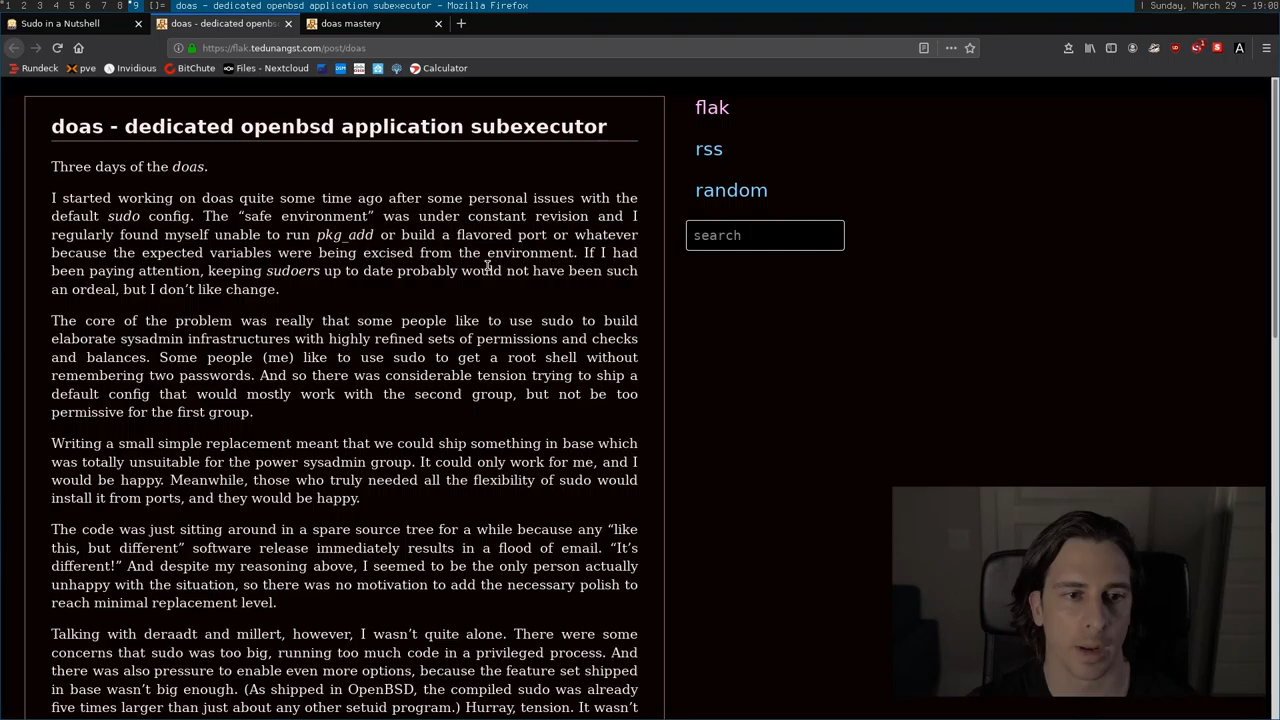 1 2 3 4 5 6 7 8 9 []= doas - dedicated openbsd application subexecutor - Mozilla Firefox
| Sunday, March 29 - 19:08
Sudo in a Nutshell
doas - dedicated openbs
doas mastery
https://flak.tedunangst.com/post/doas
Rundeck
pve
Invidious
BitChute
Files - Nextcloud
Calculator
doas - dedicated openbsd application subexecutor
Three days of the doas.
I started working on doas quite some time ago after some personal issues with the
default sudo config. The “safe environment” was under constant revision and I
regularly found myself unable to run pkg_add or build a flavored port or whatever
because the expected variables were being excised from the environment. If I had
been paying attention, keeping sudoers up to date probably would not have been such
an ordeal, but I don’t like change.
The core of the problem was really that some people like to use sudo to build
elaborate sysadmin infrastructures with highly refined sets of permissions and checks
and balances. Some people (me) like to use sudo to get a root shell without
remembering two passwords. And so there was considerable tension trying to ship a
default config that would mostly work with the second group, but not be too
permissive for the first group.
Writing a small simple replacement meant that we could ship something in base which
was totally unsuitable for the power sysadmin group. It could only work for me, and I
would be happy. Meanwhile, those who truly needed all the flexibility of sudo would
install it from ports, and they would be happy.
The code was just sitting around in a spare source tree for a while because any “like
this, but different” software release immediately results in a flood of email. “It’s
different!” And despite my reasoning above, I seemed to be the only person actually
unhappy with the situation, so there was no motivation to add the necessary polish to
reach minimal replacement level.
Talking with deraadt and millert, however, I wasn’t quite alone. There were some
concerns that sudo was too big, running too much code in a privileged process. And
there was also pressure to enable even more options, because the feature set shipped
in base wasn’t big enough. (As shipped in OpenBSD, the compiled sudo was already
five times larger than just about any other setuid program.) Hurray, tension. It wasn’t
flak
rss
random
search